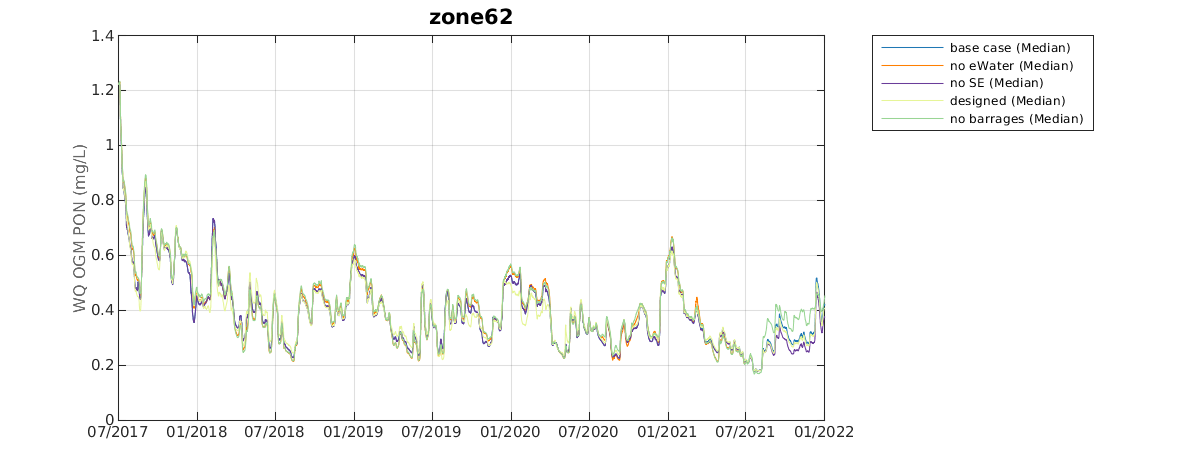 zone62
1.4
1.2
1
0.8
0.6
0.4
0.2
0
WQ OGM PON (mg/L)
07/2017 01/2018 07/2018 01/2019 07/2019 01/2020 07/2020 01/2021 07/2021 01/2022
base case (Median)
no eWater (Median)
no SE (Median)
designed (Median)
no barrages (Median)